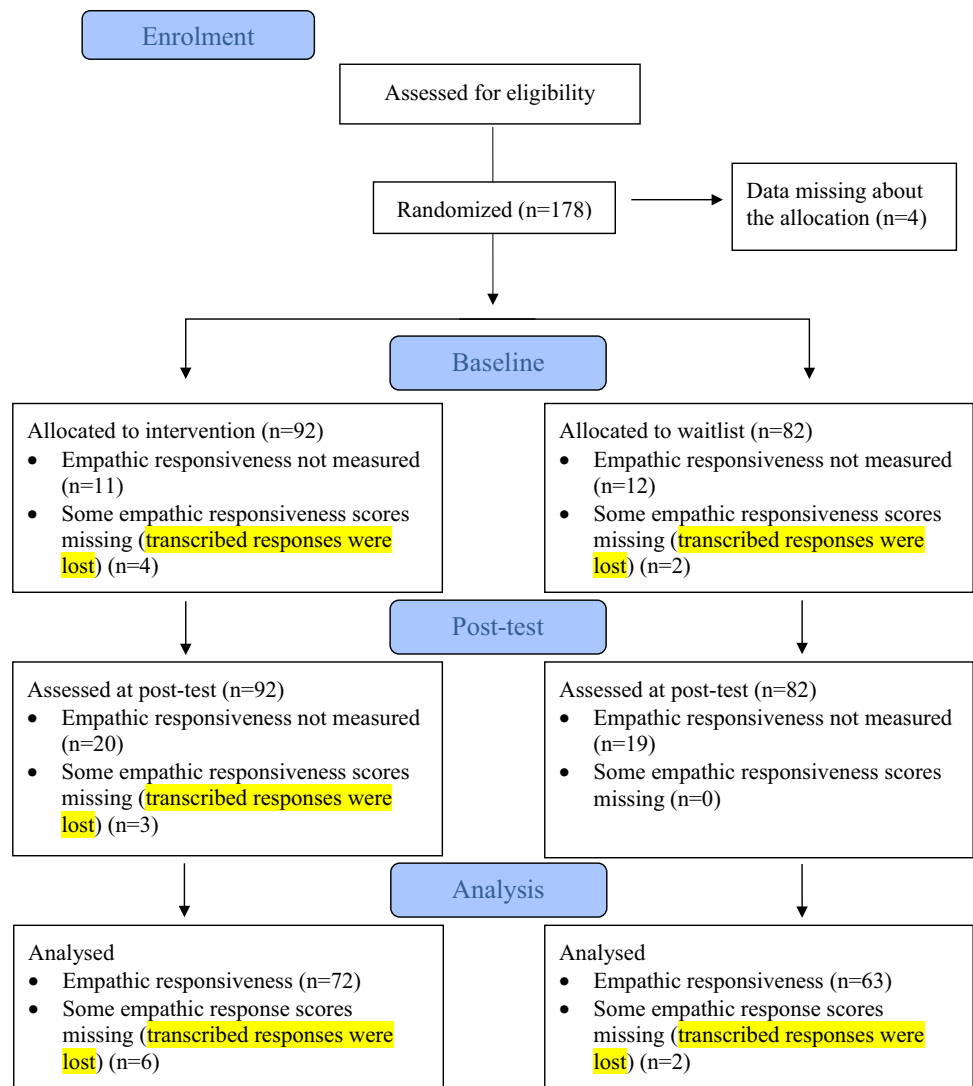 Enrolment
Assessed for eligibility
Randomized (n=178)
Data missing about
the allocation (n=4)
Baseline
Allocated to intervention (n=92)
• Empathic responsiveness not measured
(n=11)
• Some empathic responsiveness scores
missing (transcribed responses were
lost) (n=4)
Allocated to waitlist (n=82)
• Empathic responsiveness not measured
(n=12)
• Some empathic responsiveness scores
missing (transcribed responses were
lost) (n=2)
Post-test
Assessed at post-test (n=92)
• Empathic responsiveness not measured
(n=20)
• Some empathic responsiveness scores
missing (transcribed responses were
lost) (n=3)
Assessed at post-test (n=82)
• Empathic responsiveness not measured
(n=19)
• Some empathic responsiveness scores
missing (n=0)
Analysis
Analysed
• Empathic responsiveness (n=72)
• Some empathic response scores
missing (transcribed responses were
lost) (n=6)
Analysed
• Empathic responsiveness (n=63)
• Some empathic response scores
missing (transcribed responses were
lost) (n=2)